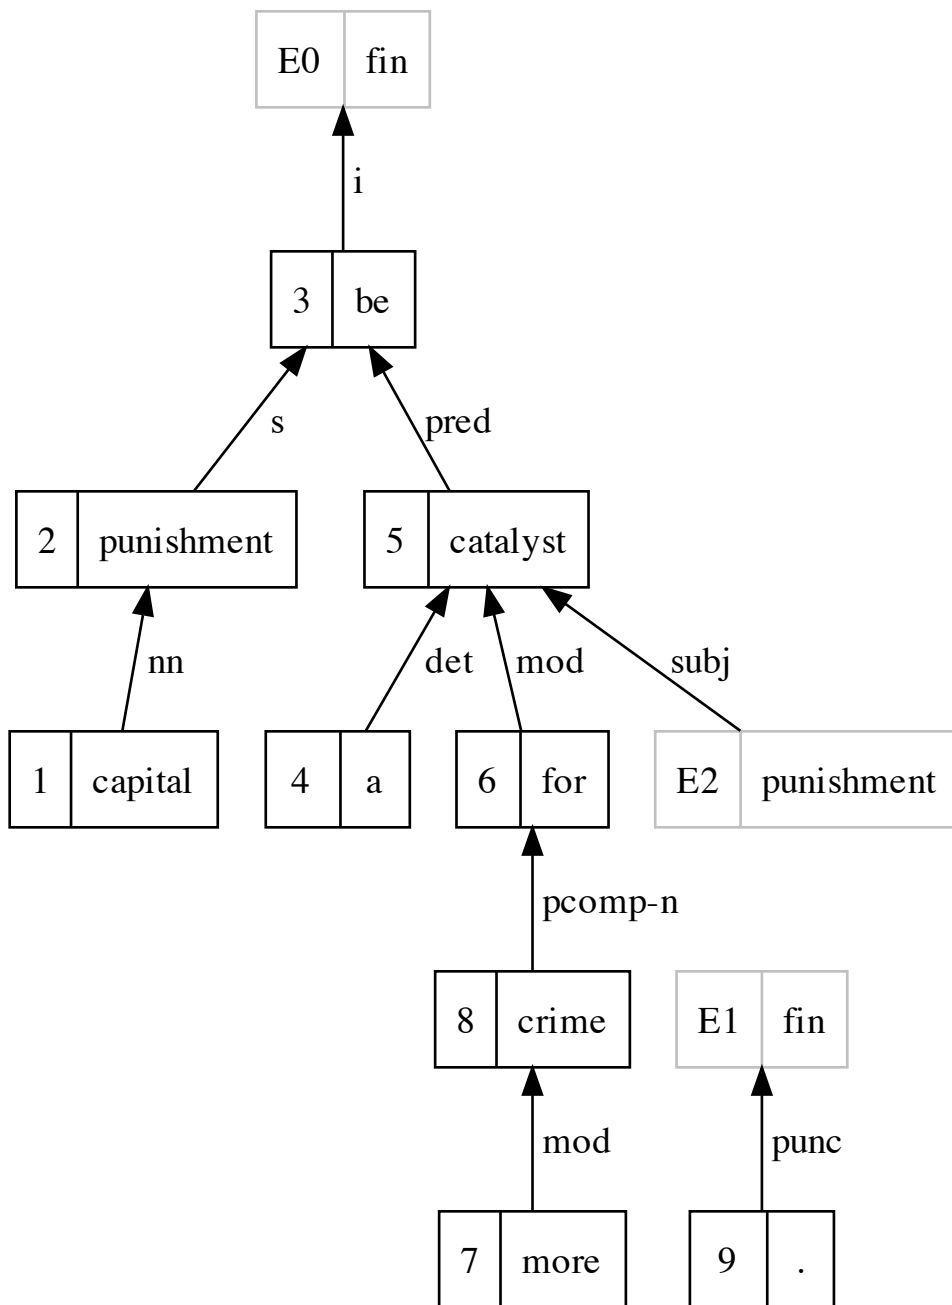 E0 fin
i
3 be
s pred
2 punishment 5 catalyst
nn det mod subj
1 capital 4 a 6 for E2 punishment
pcomp-n
8 crime E1 fin
mod punc
7 more 9 .